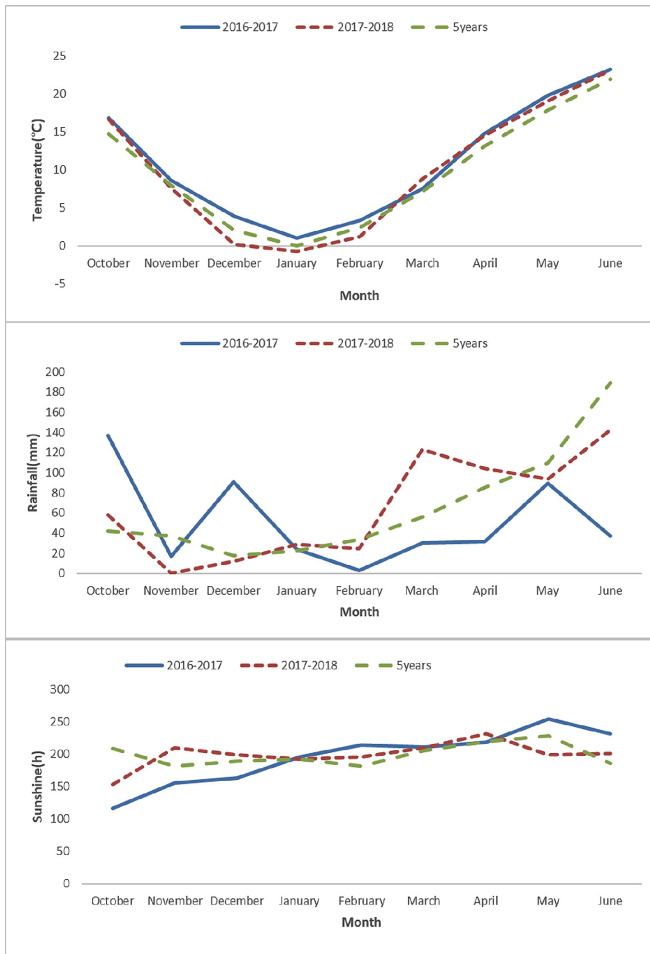 2016-2017 2017-2018 5years
25
20
15
10
5
0
-5
Temperature(℃)
October November December January February March April May June
Month
2016-2017 2017-2018 5years
200
180
160
140
120
100
80
60
40
20
0
Rainfall(mm)
October November December January February March April May June
Month
2016-2017 2017-2018 5years
300
250
200
150
100
50
0
Sunshine(h)
October November December January February March April May June
Month